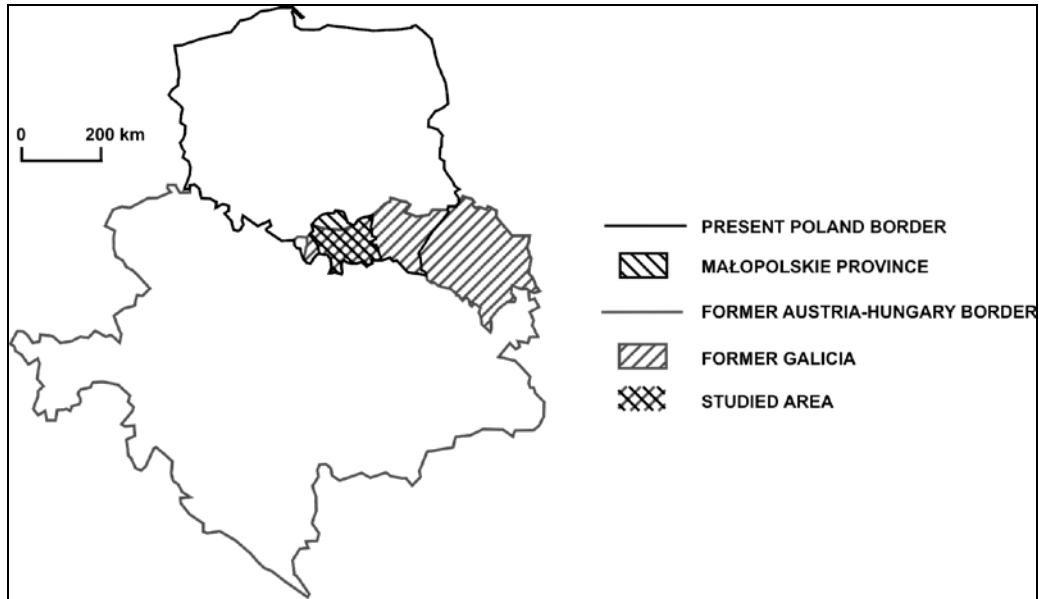 0 200 km
PRESENT POLAND BORDER
MAŁOPOLSKIE PROVINCE
FORMER AUSTRIA-HUNGARY BORDER
FORMER GALICIA
STUDIED AREA